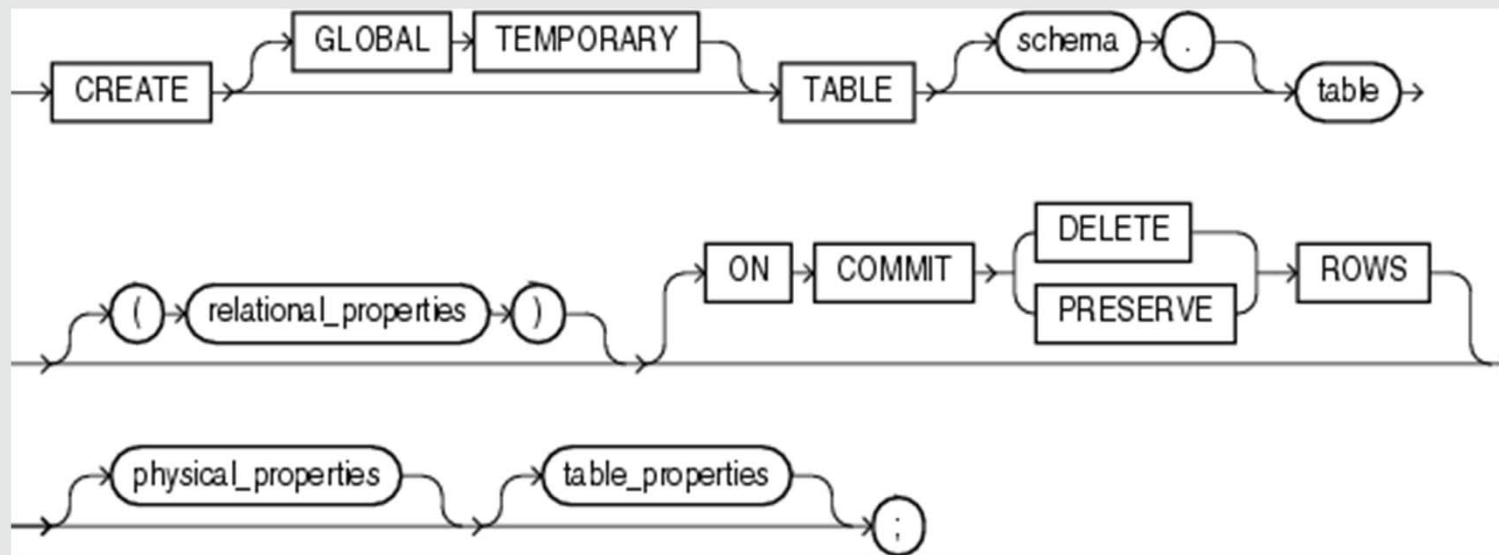 CREATE GLOBAL TEMPORARY TABLE schema . table
( relational_properties ) ON COMMIT DELETE PRESERVE ROWS
physical_properties table_properties ;